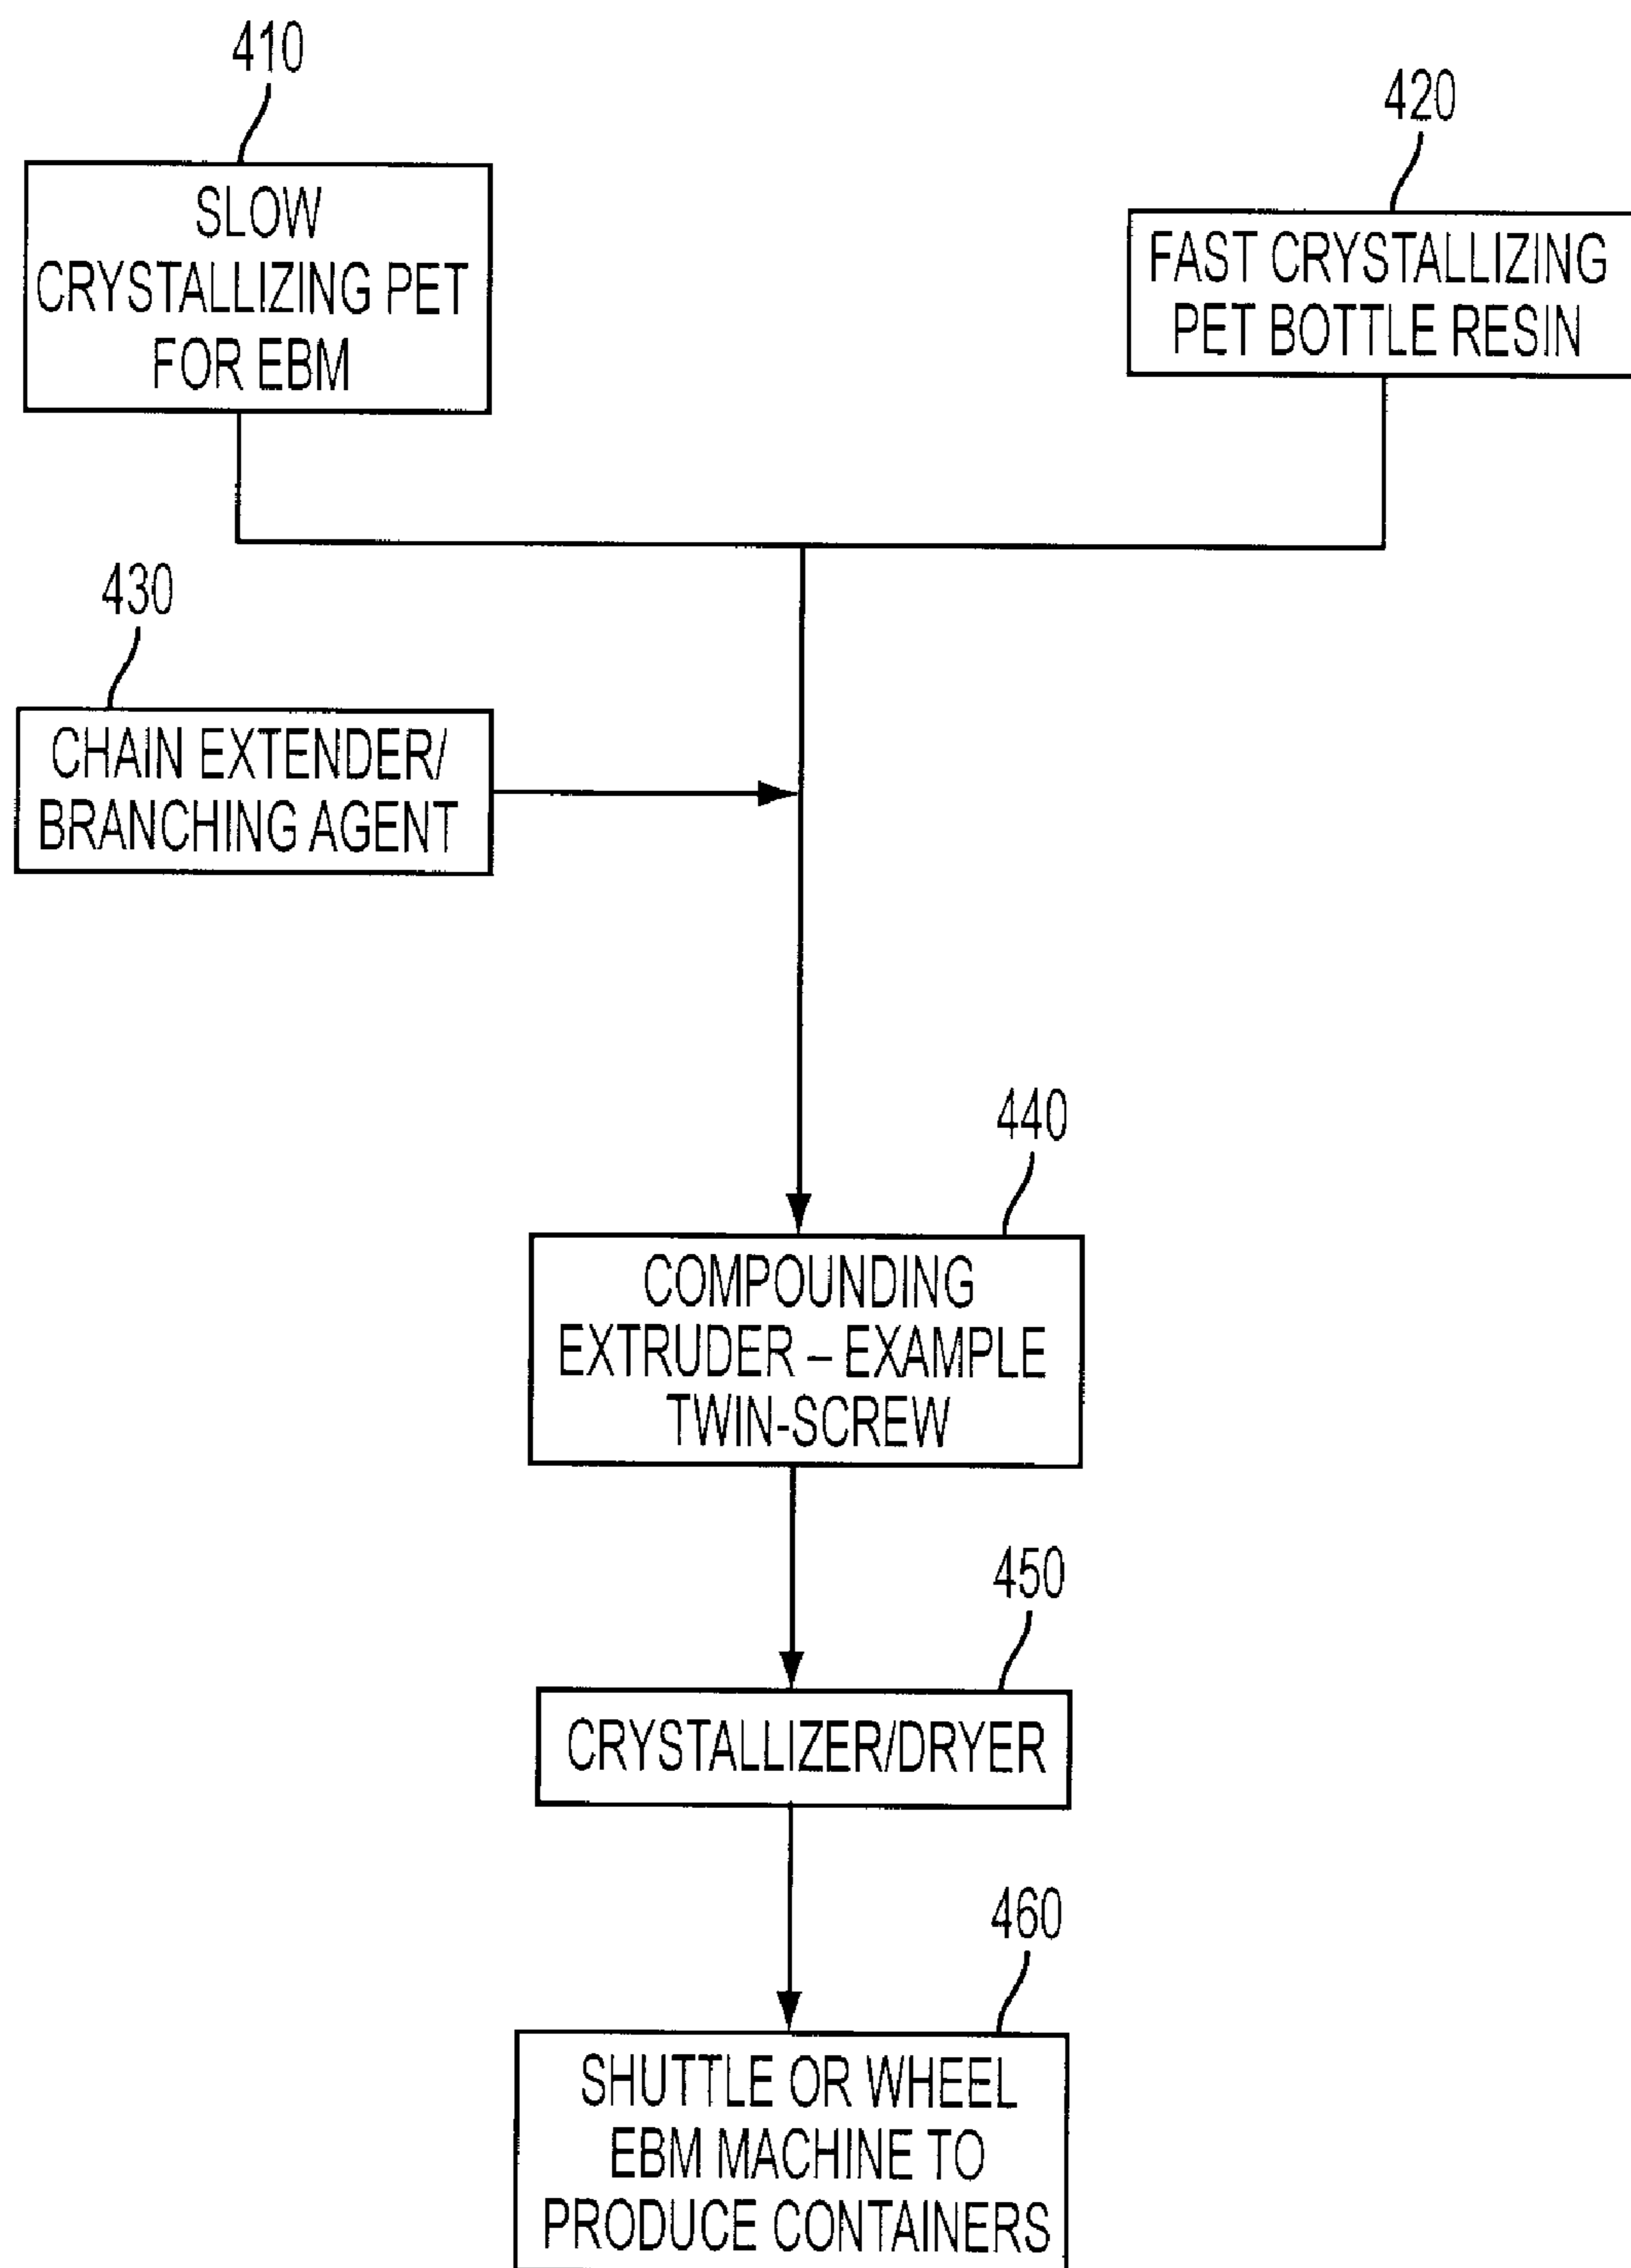 410
SLOW
CRYSTALLIZING PET
FOR EBM
420
FAST CRYSTALLIZING
PET BOTTLE RESIN
430
CHAIN EXTENDER/
BRANCHING AGENT
440
COMPOUNDING
EXTRUDER – EXAMPLE
TWIN-SCREW
450
CRYSTALLIZER/DRYER
460
SHUTTLE OR WHEEL
EBM MACHINE TO
PRODUCE CONTAINERS